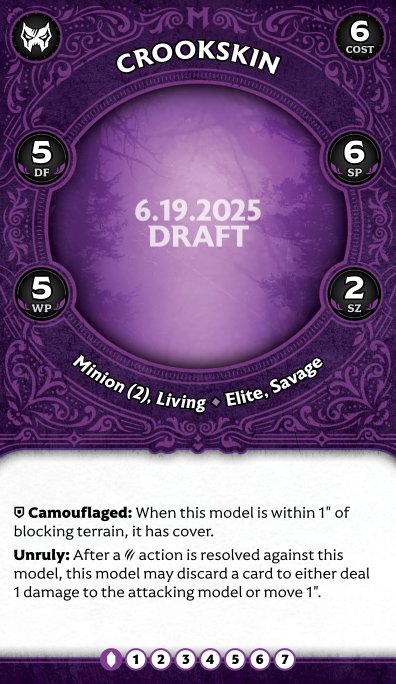 CROOKSKIN
6
COST
5
DF
6
SP
6.19.2025
DRAFT
5
WP
2
SZ
Minion (2), Living ◆ Elite, Savage
Camouflaged: When this model is within 1" of
blocking terrain, it has cover.
Unruly: After a action is resolved against this
model, this model may discard a card to either deal
1 damage to the attacking model or move 1".
1 2 3 4 5 6 7